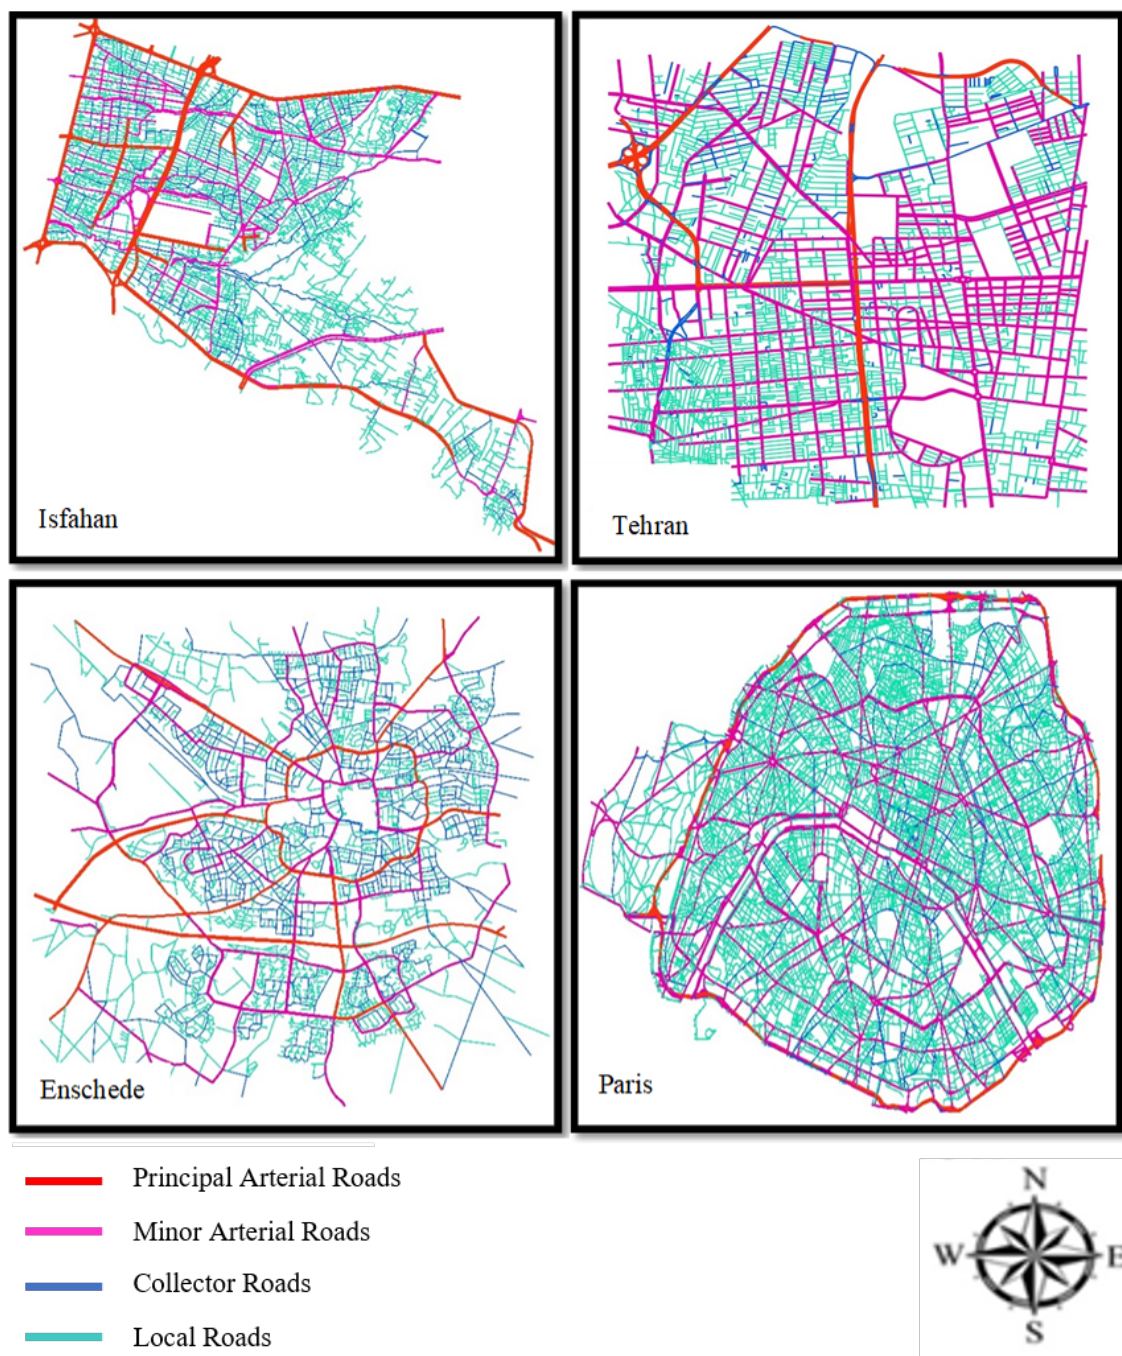 Isfahan
Tehran
Enschede
Paris
Principal Arterial Roads
Minor Arterial Roads
Collector Roads
Local Roads
N
W E
S